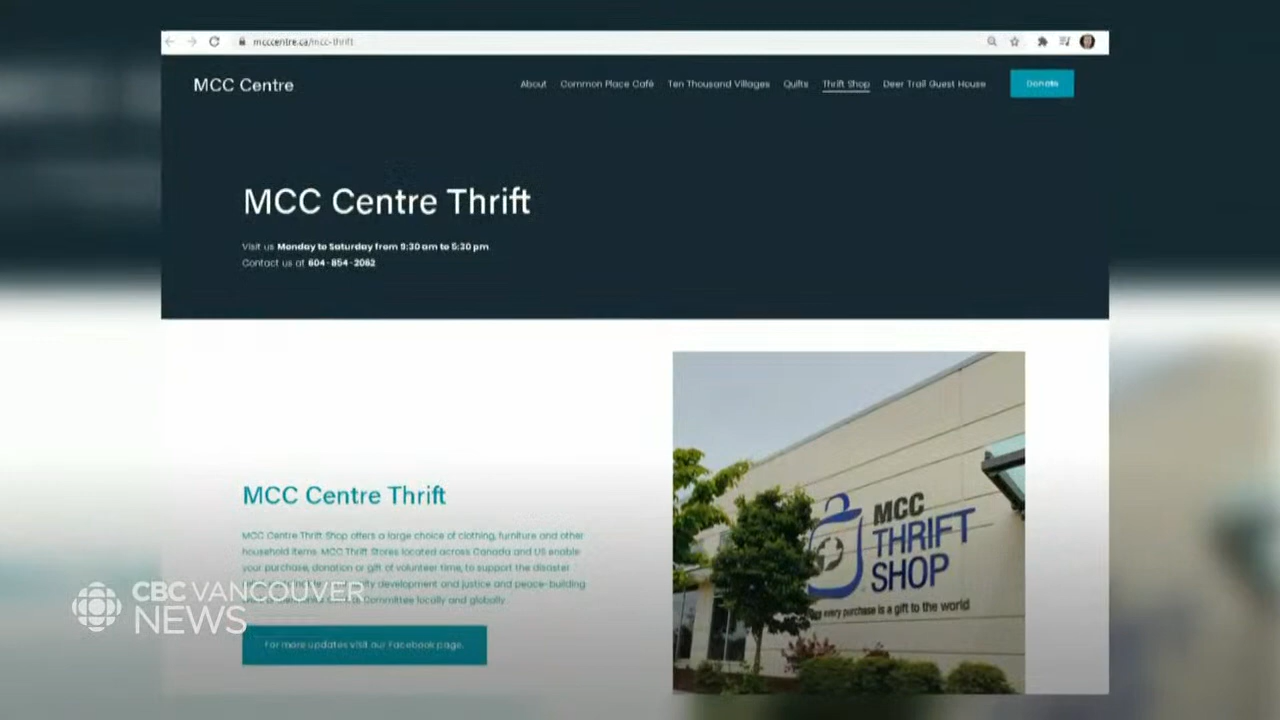 mcccentre.ca/mcc-thrift
MCC Centre
About Common Place Café Ten Thousand Villages Quilts Thrift Shop Deer Trail Guest House Donate
MCC Centre Thrift
Visit us Monday to Saturday from 9:30 am to 5:30 pm
Contact us at 604-854-2062
MCC Centre Thrift
MCC Centre Thrift Shop offers a large choice of clothing, furniture and other
household items. MCC Thrift Stores located across Canada and US enable
your purchase, donation or gift of volunteer time, to support the disaster
development and justice and peace-building
Committee locally and globally.
For more updates visit our Facebook page.
MCC
THRIFT
SHOP
every purchase is a gift to the world
CBC VANCOUVER
NEWS